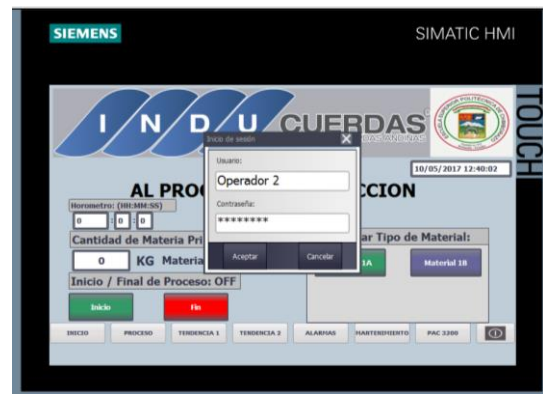 SIEMENS
SIMATIC HMI
TOUCH
INDU CUERDAS
Inicio de sesión
X
Usuario:
Operador 2
Contraseña:
********
Aceptar
Cancelar
10/05/2017 12:40:02
AL PRO
CCION
Horometro: (HH:MM:SS)
0 : 0 : 0
Cantidad de Materia Pri
ar Tipo de Material:
0 KG Materia
1A
Material 1B
Inicio / Final de Proceso: OFF
Inicio
Fin
INICIO PROCESO TENDENCIA 1 TENDENCIA 2 ALARMAS MANTENIMIENTO PAC 3200